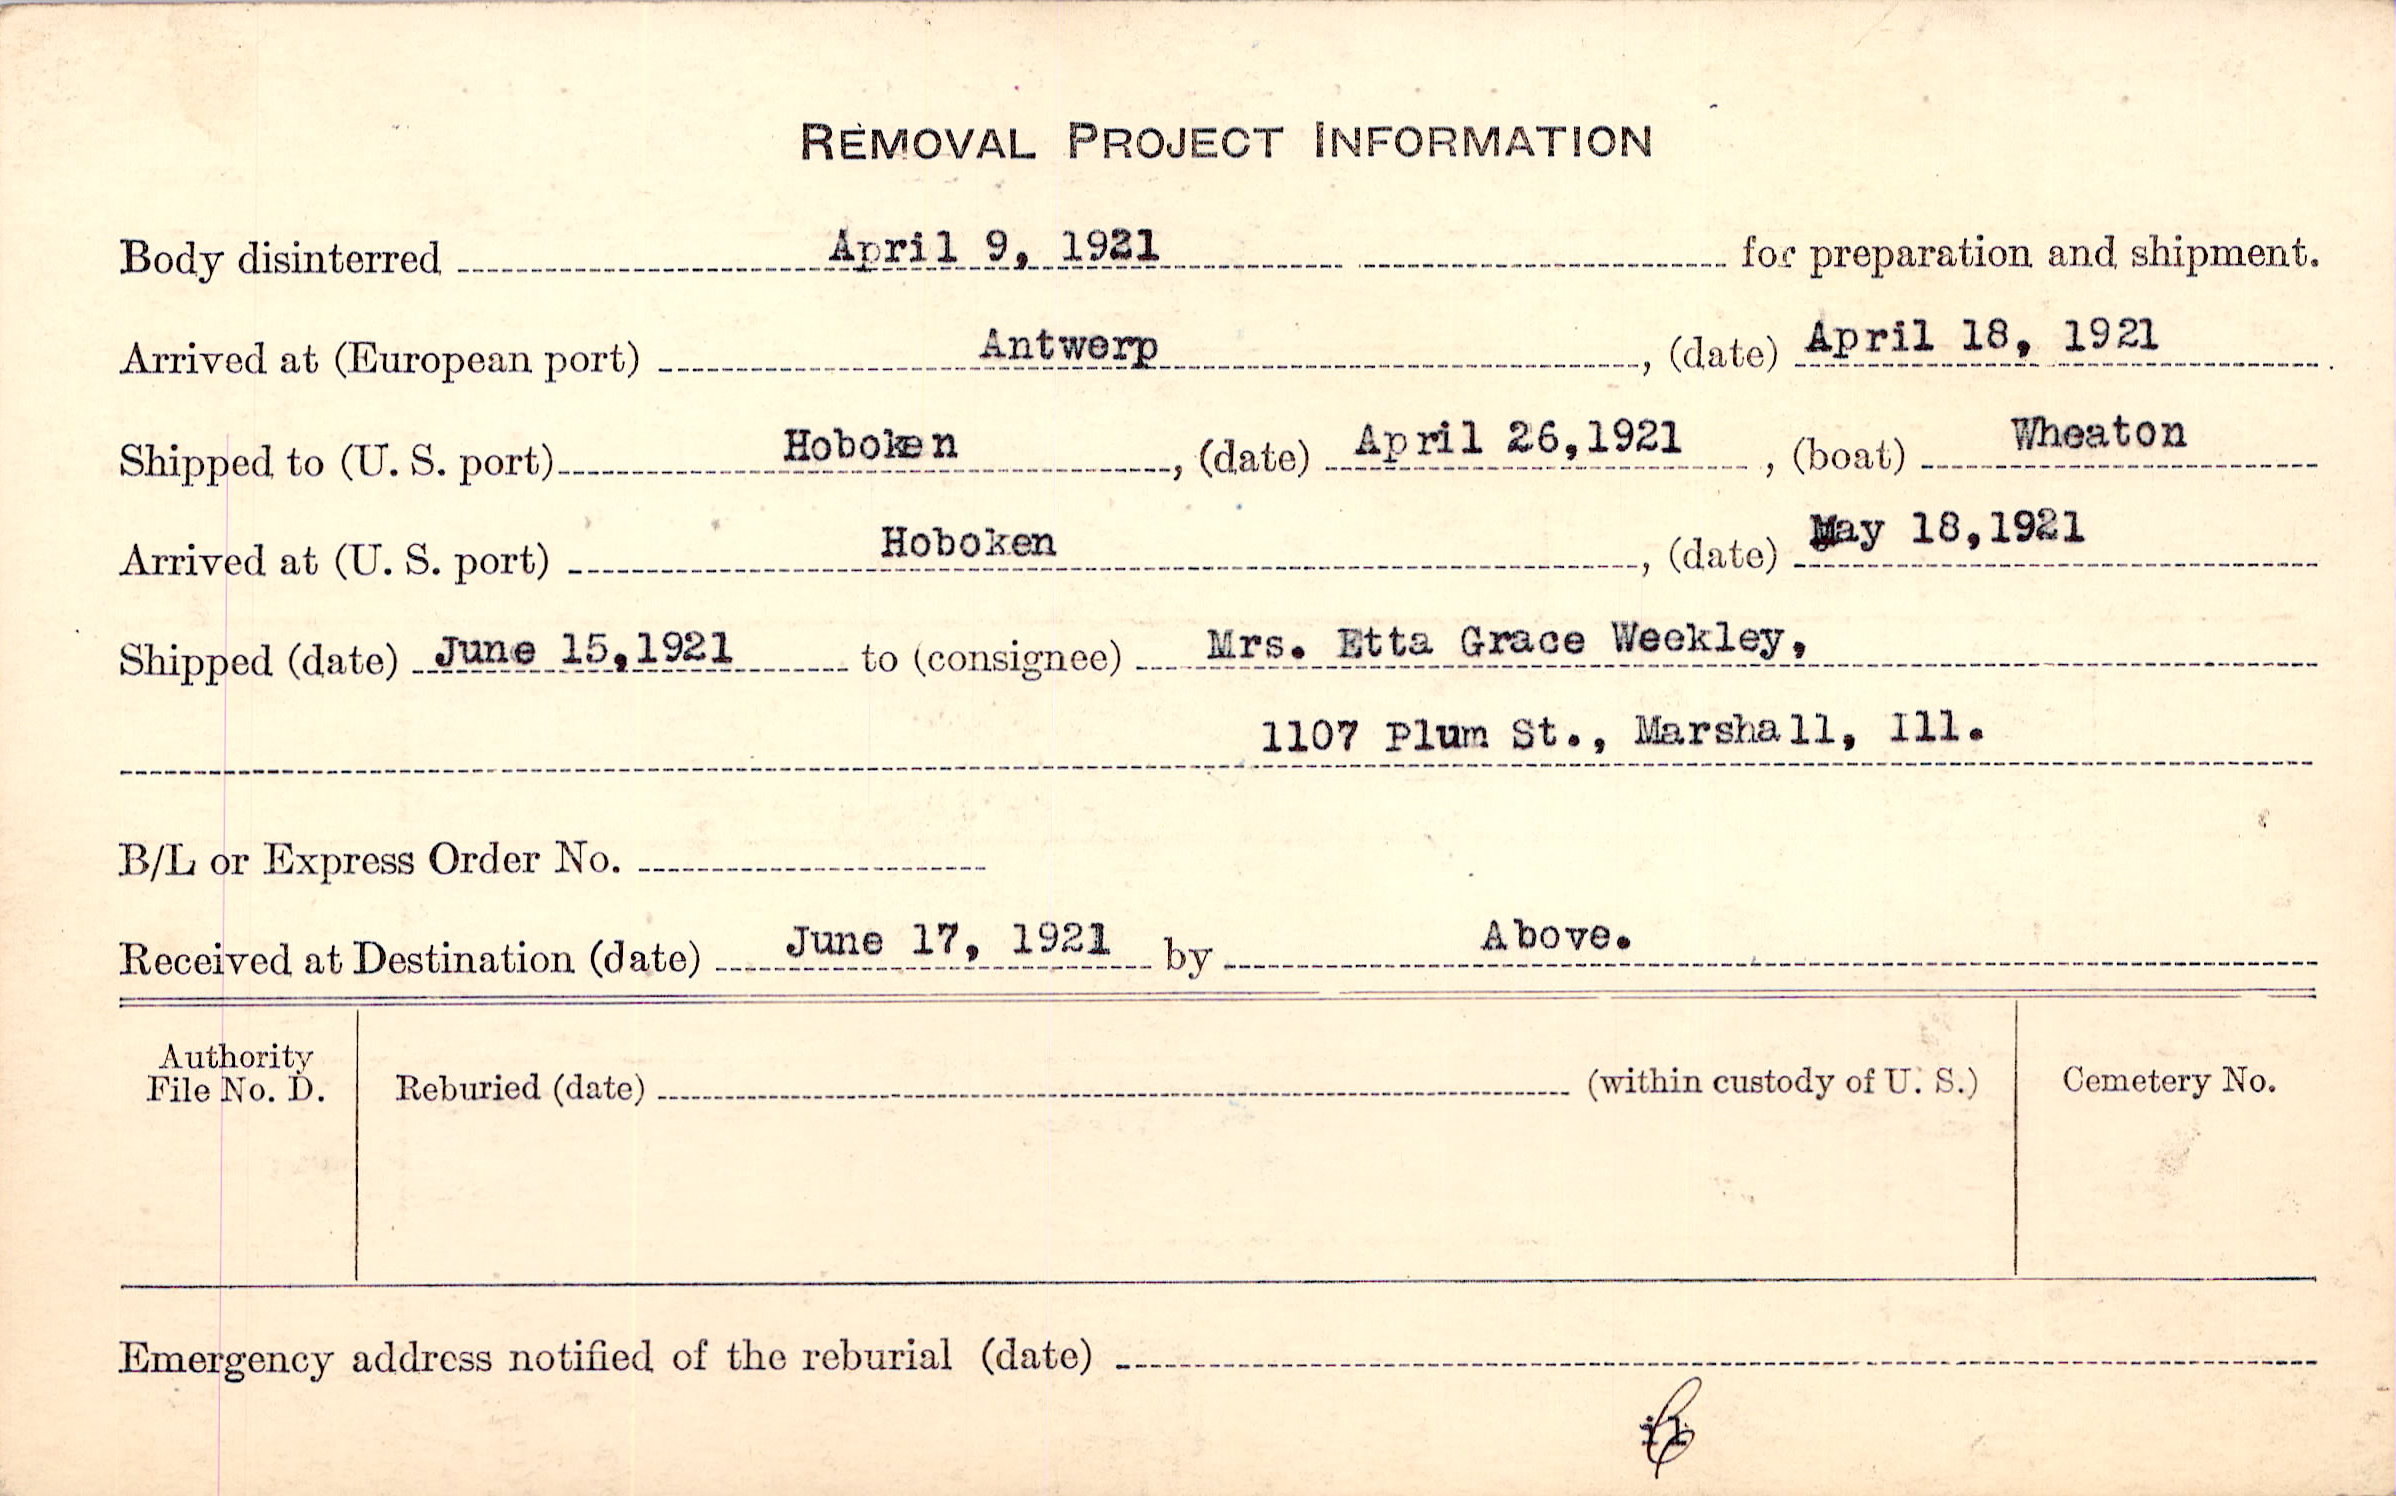 REMOVAL PROJECT INFORMATION
Body disinterred April 9, 1921 for preparation and shipment.
Arrived at (European port) Antwerp, (date) April 18, 1921.
Shipped to (U. S. port) Hoboken, (date) April 26,1921, (boat) Wheaton
Arrived at (U. S. port) Hoboken, (date) May 18,1921
Shipped (date) June 15,1921 to (consignee) Mrs. Etta Grace Weekley,
1107 Plum St., Marshall, Ill.
B/L or Express Order No.
Received at Destination (date) June 17, 1921 by Above.
Authority
File No. D.
Reburied (date) (within custody of U. S.)
Cemetery No.
Emergency address notified of the reburial (date)